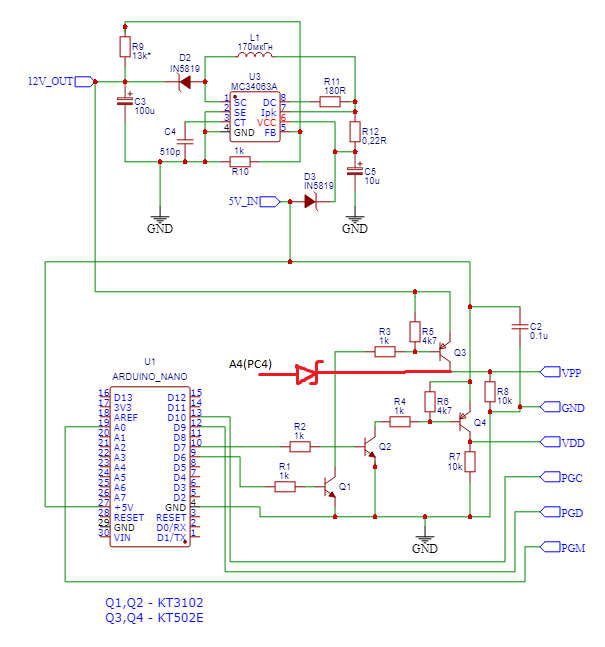 L1
170мкГн
R9
13k*
D2
IN5819
U3
MC34063A
12V_OUT
C3
100u
1 SC DC 8
2 SE Ipk 7
3 CT VCC 6
4 GND FB 5
R11
180R
R12
0,22R
C4
510p
1k
R10
C5
10u
D3
IN5819
5V_IN
GND
GND
C2
0.1u
R3
1k
R5
4k7
Q3
A4(PC4)
VPP
U1
ARDUINO_NANO
R8
10k
R4
1k
R6
4k7
Q4
GND
16 D13 D12 15
17 3V3 D11 14
18 AREF D10 13
19 A0 D9 12
20 A1 D8 11
21 A2 D7 10
22 A3 D6 9
23 A4 D5 8
24 A5 D4 7
25 A6 D3 6
26 A7 D2 5
27 +5V GND 4
28 RESET RESET 3
29 GND D0/RX 2
30 VIN D1/TX 1
R2
1k
Q2
VDD
R7
10k
R1
1k
Q1
PGC
PGD
GND
PGM
Q1,Q2 - KT3102
Q3,Q4 - KT502E